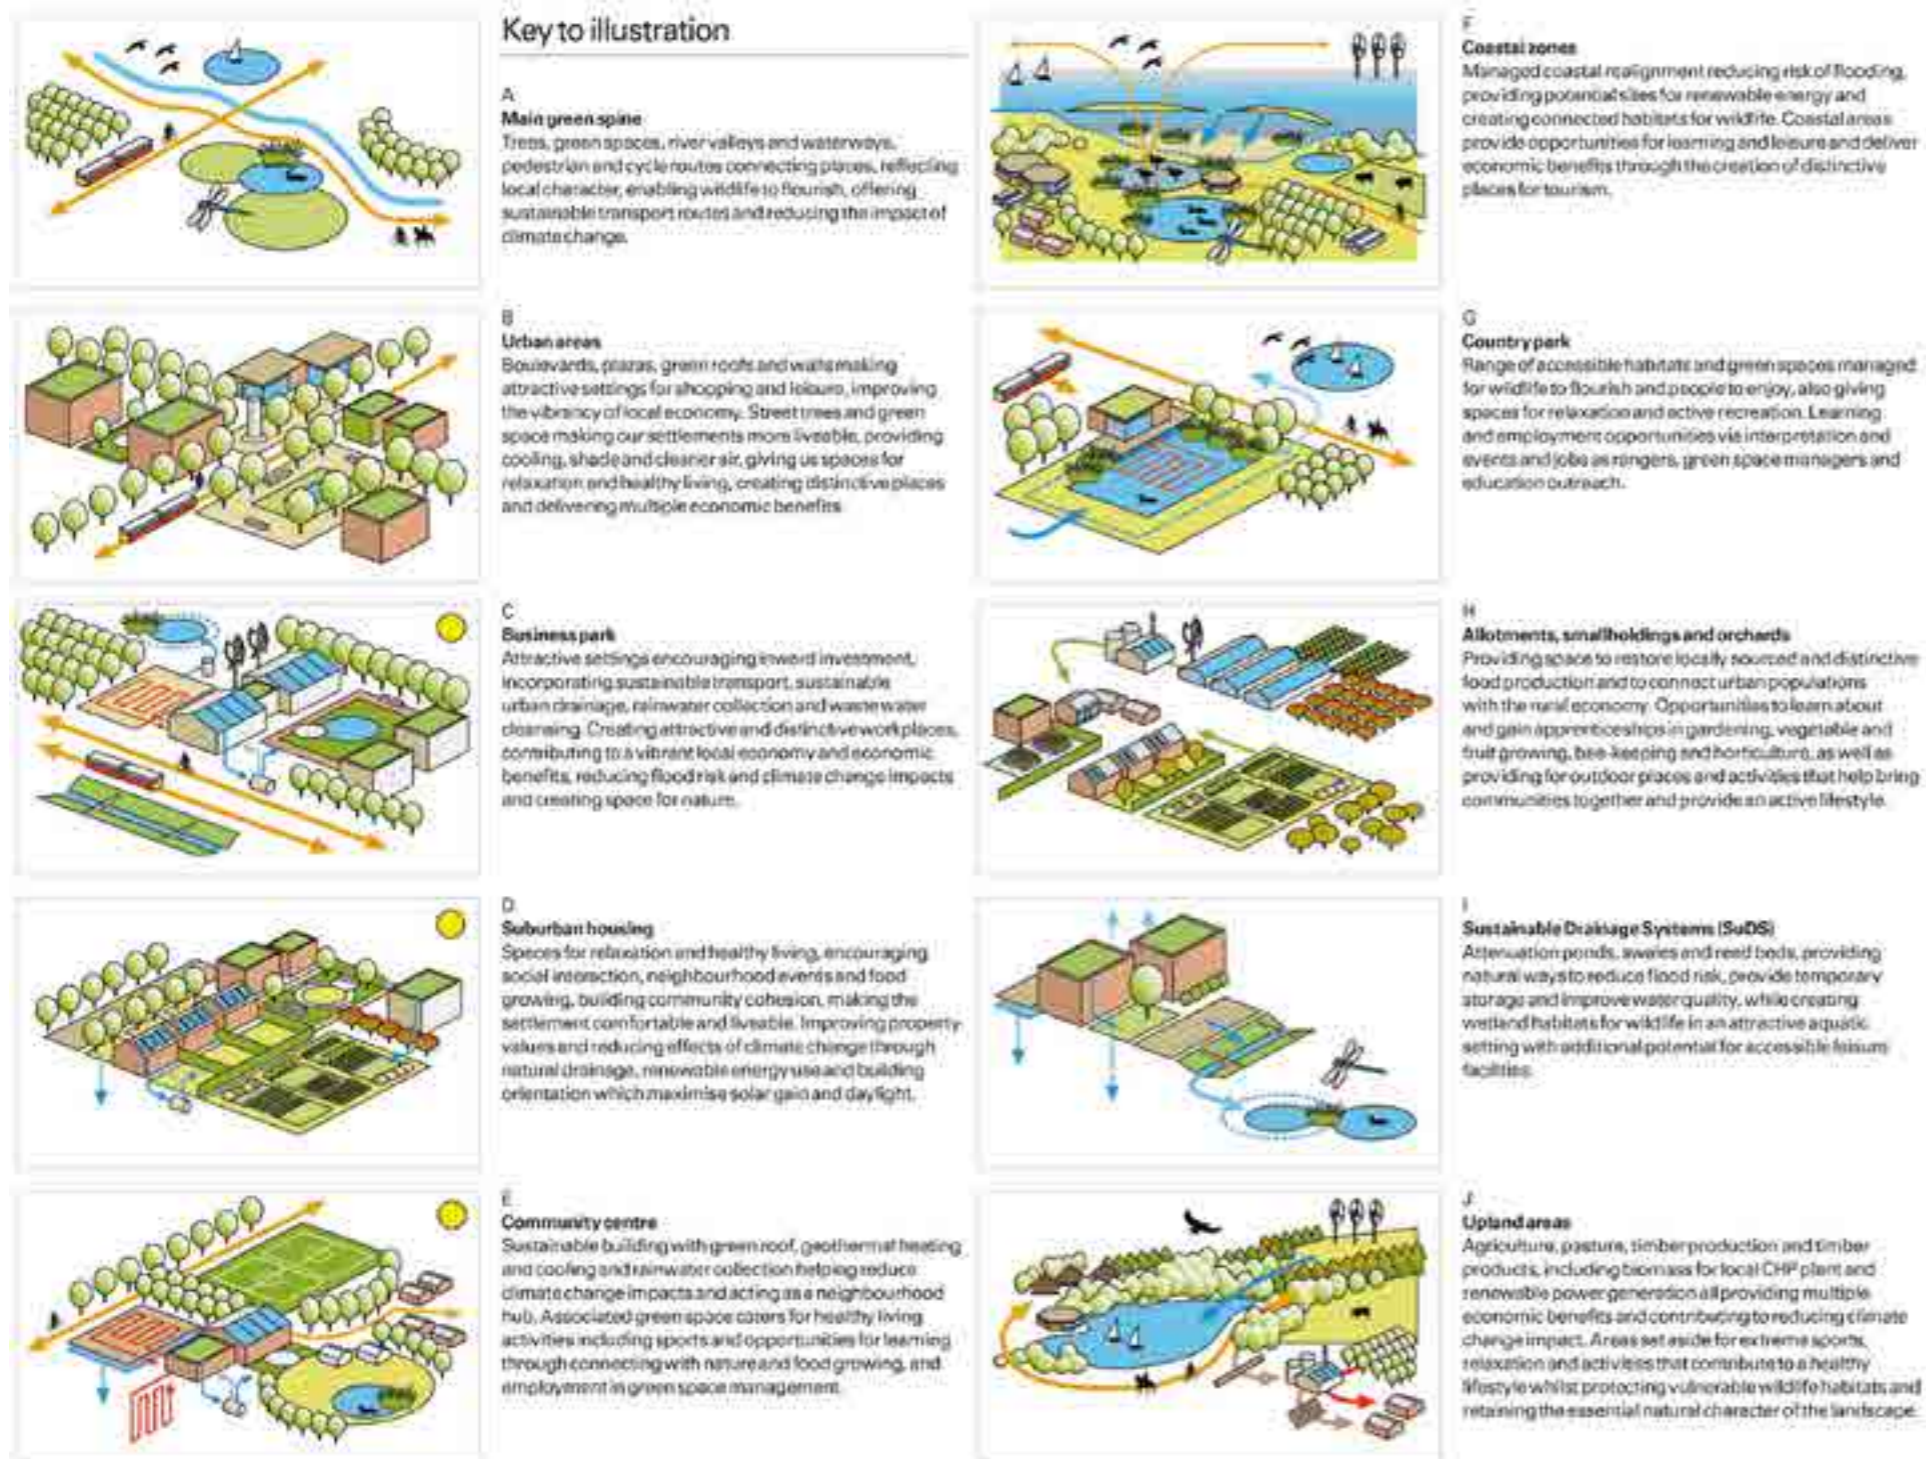 Key to illustration
A
Main green spine
Trees, green spaces, river valleys and waterways,
pedestrian and cycle routes connecting places, reflecting
local character, enabling wildlife to flourish, offering
sustainable transport routes and reducing the impact of
climate change.
B
Urban areas
Boulevards, plazas, green roofs and walls making
attractive settings for shopping and leisure, improving
the vibrancy of local economy. Street trees and green
space making our settlements more liveable, providing
cooling, shade and cleaner air, giving us spaces for
relaxation and healthy living, creating distinctive places
and delivering multiple economic benefits.
C
Business park
Attractive settings encouraging inward investment,
incorporating sustainable transport, sustainable
urban drainage, rainwater collection and waste water
cleansing. Creating attractive and distinctive work places,
contributing to a vibrant local economy and economic
benefits, reducing flood risk and climate change impacts
and creating space for nature.
D
Suburban housing
Spaces for relaxation and healthy living, encouraging
social interaction, neighbourhood events and food
growing, building community cohesion, making the
settlement comfortable and liveable. Improving property
values and reducing effects of climate change through
natural drainage, renewable energy use and building
orientation which maximise solar gain and daylight.
E
Community centre
Sustainable building with green roof, geothermal heating
and cooling and rainwater collection helping reduce
climate change impacts and acting as a neighbourhood
hub. Associated green space caters for healthy living
activities including sports and opportunities for learning
through connecting with nature and food growing, and
employment in green space management.
F
Coastal zones
Managed coastal realignment reducing risk of flooding,
providing potential sites for renewable energy and
creating connected habitats for wildlife. Coastal areas
provide opportunities for learning and leisure and deliver
economic benefits through the creation of distinctive
places for tourism.
G
Country park
Range of accessible habitats and green spaces managed
for wildlife to flourish and people to enjoy, also giving
spaces for relaxation and active recreation. Learning
and employment opportunities via interpretation and
events and jobs as rangers, green space managers and
education outreach.
H
Allotments, smallholdings and orchards
Providing space to restore locally sourced and distinctive
food production and to connect urban populations
with the rural economy. Opportunities to learn about
and gain apprenticeships in gardening, vegetable and
fruit growing, bee-keeping and horticulture, as well as
providing for outdoor places and activities that help bring
communities together and provide an active lifestyle.
I
Sustainable Drainage Systems (SuDS)
Attenuation ponds, swales and reed beds, providing
natural ways to reduce flood risk, provide temporary
storage and improve water quality, while creating
wetland habitats for wildlife in an attractive aquatic
setting with additional potential for accessible leisure
facilities.
J
Upland areas
Agriculture, pasture, timber production and timber
products, including biomass for local CHP plant and
renewable power generation all providing multiple
economic benefits and contributing to reducing climate
change impact. Areas set aside for extreme sports,
relaxation and activities that contribute to a healthy
lifestyle whilst protecting vulnerable wildlife habitats and
retaining the essential natural character of the landscape.